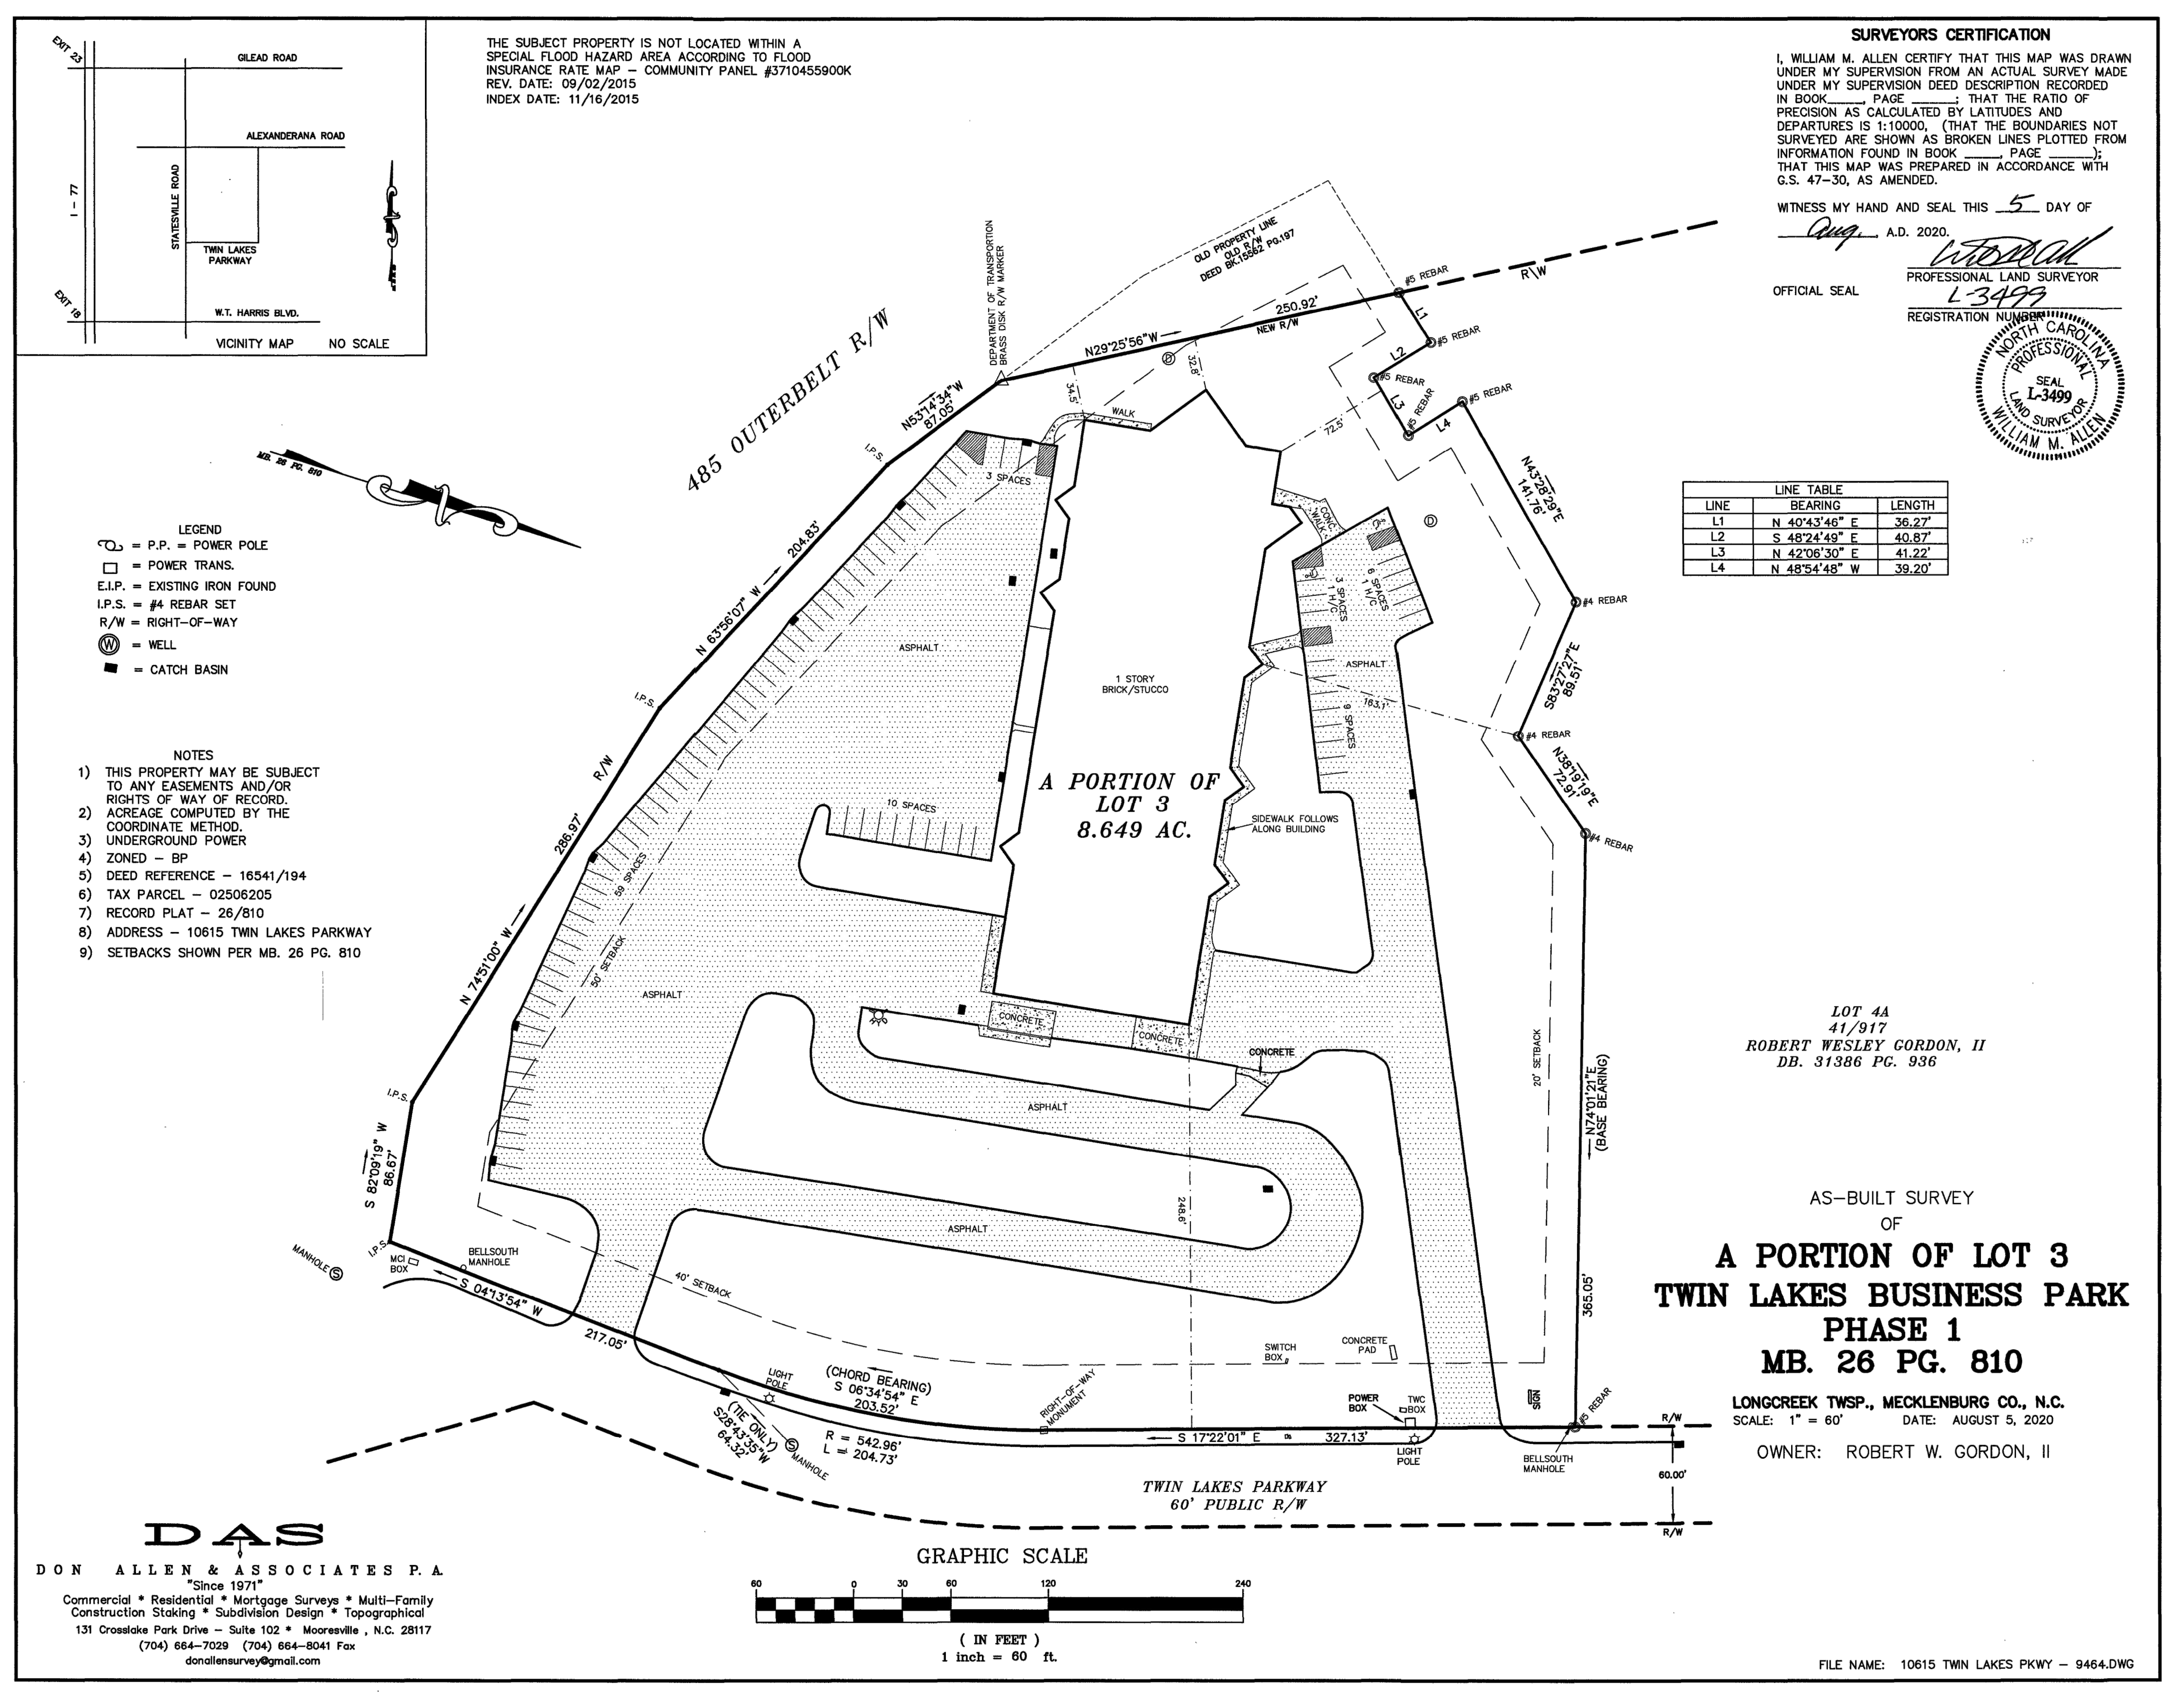 EXIT 23
GILEAD ROAD
ALEXANDERANA ROAD
I - 77
STATESVILLE ROAD
TWIN LAKES
PARKWAY
EXIT 18
W.T. HARRIS BLVD.
VICINITY MAP NO SCALE
THE SUBJECT PROPERTY IS NOT LOCATED WITHIN A
SPECIAL FLOOD HAZARD AREA ACCORDING TO FLOOD
INSURANCE RATE MAP – COMMUNITY PANEL #3710455900K
REV. DATE: 09/02/2015
INDEX DATE: 11/16/2015
SURVEYORS CERTIFICATION
I, WILLIAM M. ALLEN CERTIFY THAT THIS MAP WAS DRAWN
UNDER MY SUPERVISION FROM AN ACTUAL SURVEY MADE
UNDER MY SUPERVISION DEED DESCRIPTION RECORDED
IN BOOK_____, PAGE ______; THAT THE RATIO OF
PRECISION AS CALCULATED BY LATITUDES AND
DEPARTURES IS 1:10000, (THAT THE BOUNDARIES NOT
SURVEYED ARE SHOWN AS BROKEN LINES PLOTTED FROM
INFORMATION FOUND IN BOOK _____, PAGE ______);
THAT THIS MAP WAS PREPARED IN ACCORDANCE WITH
G.S. 47-30, AS AMENDED.
WITNESS MY HAND AND SEAL THIS 5 DAY OF
Aug. , A.D. 2020.
PROFESSIONAL LAND SURVEYOR
OFFICIAL SEAL
L-3499
REGISTRATION NUMBER
NORTH CAROLINA
PROFESSIONAL
SEAL
L-3499
LAND SURVEYOR
WILLIAM M. ALLEN
LINE TABLE
LINE BEARING LENGTH
L1 N 40°43'46" E 36.27'
L2 S 48°24'49" E 40.87'
L3 N 42°06'30" E 41.22'
L4 N 48°54'48" W 39.20'
MB. 26 PG. 810
LEGEND
= P.P. = POWER POLE
= POWER TRANS.
E.I.P. = EXISTING IRON FOUND
I.P.S. = #4 REBAR SET
R/W = RIGHT-OF-WAY
W = WELL
= CATCH BASIN
NOTES
1) THIS PROPERTY MAY BE SUBJECT
TO ANY EASEMENTS AND/OR
RIGHTS OF WAY OF RECORD.
2) ACREAGE COMPUTED BY THE
COORDINATE METHOD.
3) UNDERGROUND POWER
4) ZONED – BP
5) DEED REFERENCE – 16541/194
6) TAX PARCEL – 02506205
7) RECORD PLAT – 26/810
8) ADDRESS – 10615 TWIN LAKES PARKWAY
9) SETBACKS SHOWN PER MB. 26 PG. 810
485 OUTERBELT R/W
DEPARTMENT OF TRANSPORTION
BRASS DISK R/W MARKER
OLD PROPERTY LINE
OLD R/W
DEED BK.15562 PG.197
N29°25'56"W
250.92'
NEW R/W
R\W
#5 REBAR
L1
#5 REBAR
L2
#5 REBAR
L3
#5 REBAR
L4
#5 REBAR
D
32.8'
34.5'
WALK
72.5'
N53°14'34"W
87.05'
I.P.S.
N 63°56'07" W
204.83'
I.P.S.
R/W
286.97'
N 74°51'00" W
I.P.S.
S 82°09'19" W
86.67'
I.P.S.
3 SPACES
ASPHALT
CONC.
WALK
D
3 SPACES
1 H/C
6 SPACES
1 H/C
ASPHALT
163.1'
9 SPACES
N43°28'29"E
141.76'
#4 REBAR
S83°27'27"E
89.51'
#4 REBAR
N38°19'19"E
72.91'
#4 REBAR
1 STORY
BRICK/STUCCO
A PORTION OF
LOT 3
8.649 AC.
SIDEWALK FOLLOWS
ALONG BUILDING
10 SPACES
59 SPACES
50' SETBACK
ASPHALT
CONCRETE
CONCRETE
CONCRETE
ASPHALT
ASPHALT
248.6'
20' SETBACK
N74°01'21"E
(BASE BEARING)
365.05'
LOT 4A
41/917
ROBERT WESLEY GORDON, II
DB. 31386 PG. 936
MANHOLE S
MCI
BOX
BELLSOUTH
MANHOLE
S 04°13'54" W
217.05'
40' SETBACK
LIGHT
POLE
(CHORD BEARING)
S 06°34'54" E
203.52'
(TIE ONLY)
S28°43'35"W
64.32'
S MANHOLE
R = 542.96'
L = 204.73'
RIGHT-OF-WAY
MONUMENT
S 17°22'01" E 327.13'
SWITCH
BOX
CONCRETE
PAD
POWER
BOX
TWC
BOX
LIGHT
POLE
SIGN
#5 REBAR
BELLSOUTH
MANHOLE
R/W
60.00'
R/W
TWIN LAKES PARKWAY
60' PUBLIC R/W
AS-BUILT SURVEY
OF
A PORTION OF LOT 3
TWIN LAKES BUSINESS PARK
PHASE 1
MB. 26 PG. 810
LONGCREEK TWSP., MECKLENBURG CO., N.C.
SCALE: 1" = 60' DATE: AUGUST 5, 2020
OWNER: ROBERT W. GORDON, II
DAS
DON ALLEN & ASSOCIATES P.A.
"Since 1971"
Commercial * Residential * Mortgage Surveys * Multi-Family
Construction Staking * Subdivision Design * Topographical
131 Crosslake Park Drive – Suite 102 * Mooresville , N.C. 28117
(704) 664-7029 (704) 664-8041 Fax
donallensurvey@gmail.com
GRAPHIC SCALE
60 0 30 60 120 240
( IN FEET )
1 inch = 60 ft.
FILE NAME: 10615 TWIN LAKES PKWY – 9464.DWG